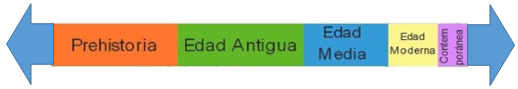 Prehistoria
Edad Antigua
Edad
Media
Edad
Moderna
Contem
poránea